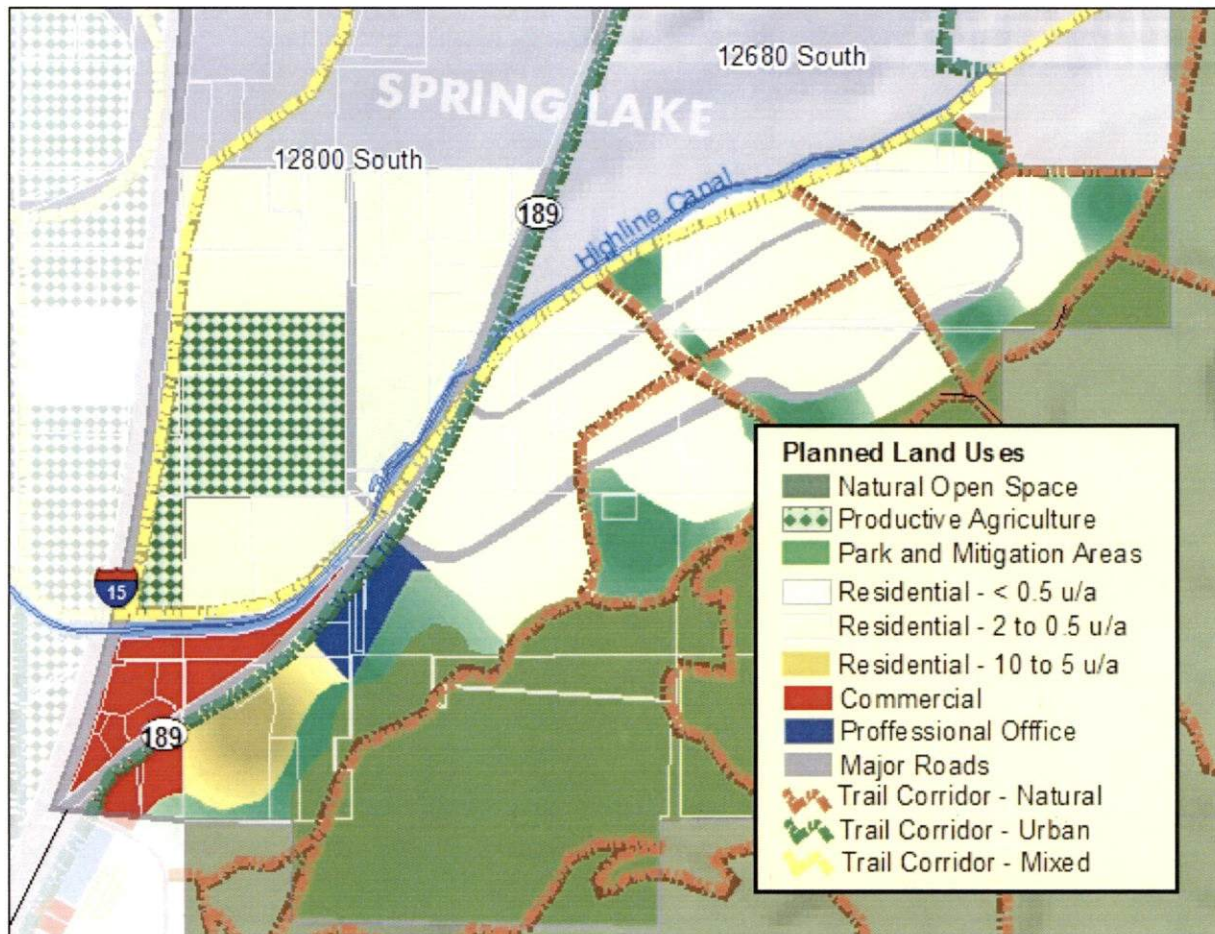 12680 South
SPRING LAKE
12800 South
189
Highline Canal
15
189
Planned Land Uses
Natural Open Space
Productive Agriculture
Park and Mitigation Areas
Residential - < 0.5 u/a
Residential - 2 to 0.5 u/a
Residential - 10 to 5 u/a
Commercial
Proffessional Offfice
Major Roads
Trail Corridor - Natural
Trail Corridor - Urban
Trail Corridor - Mixed